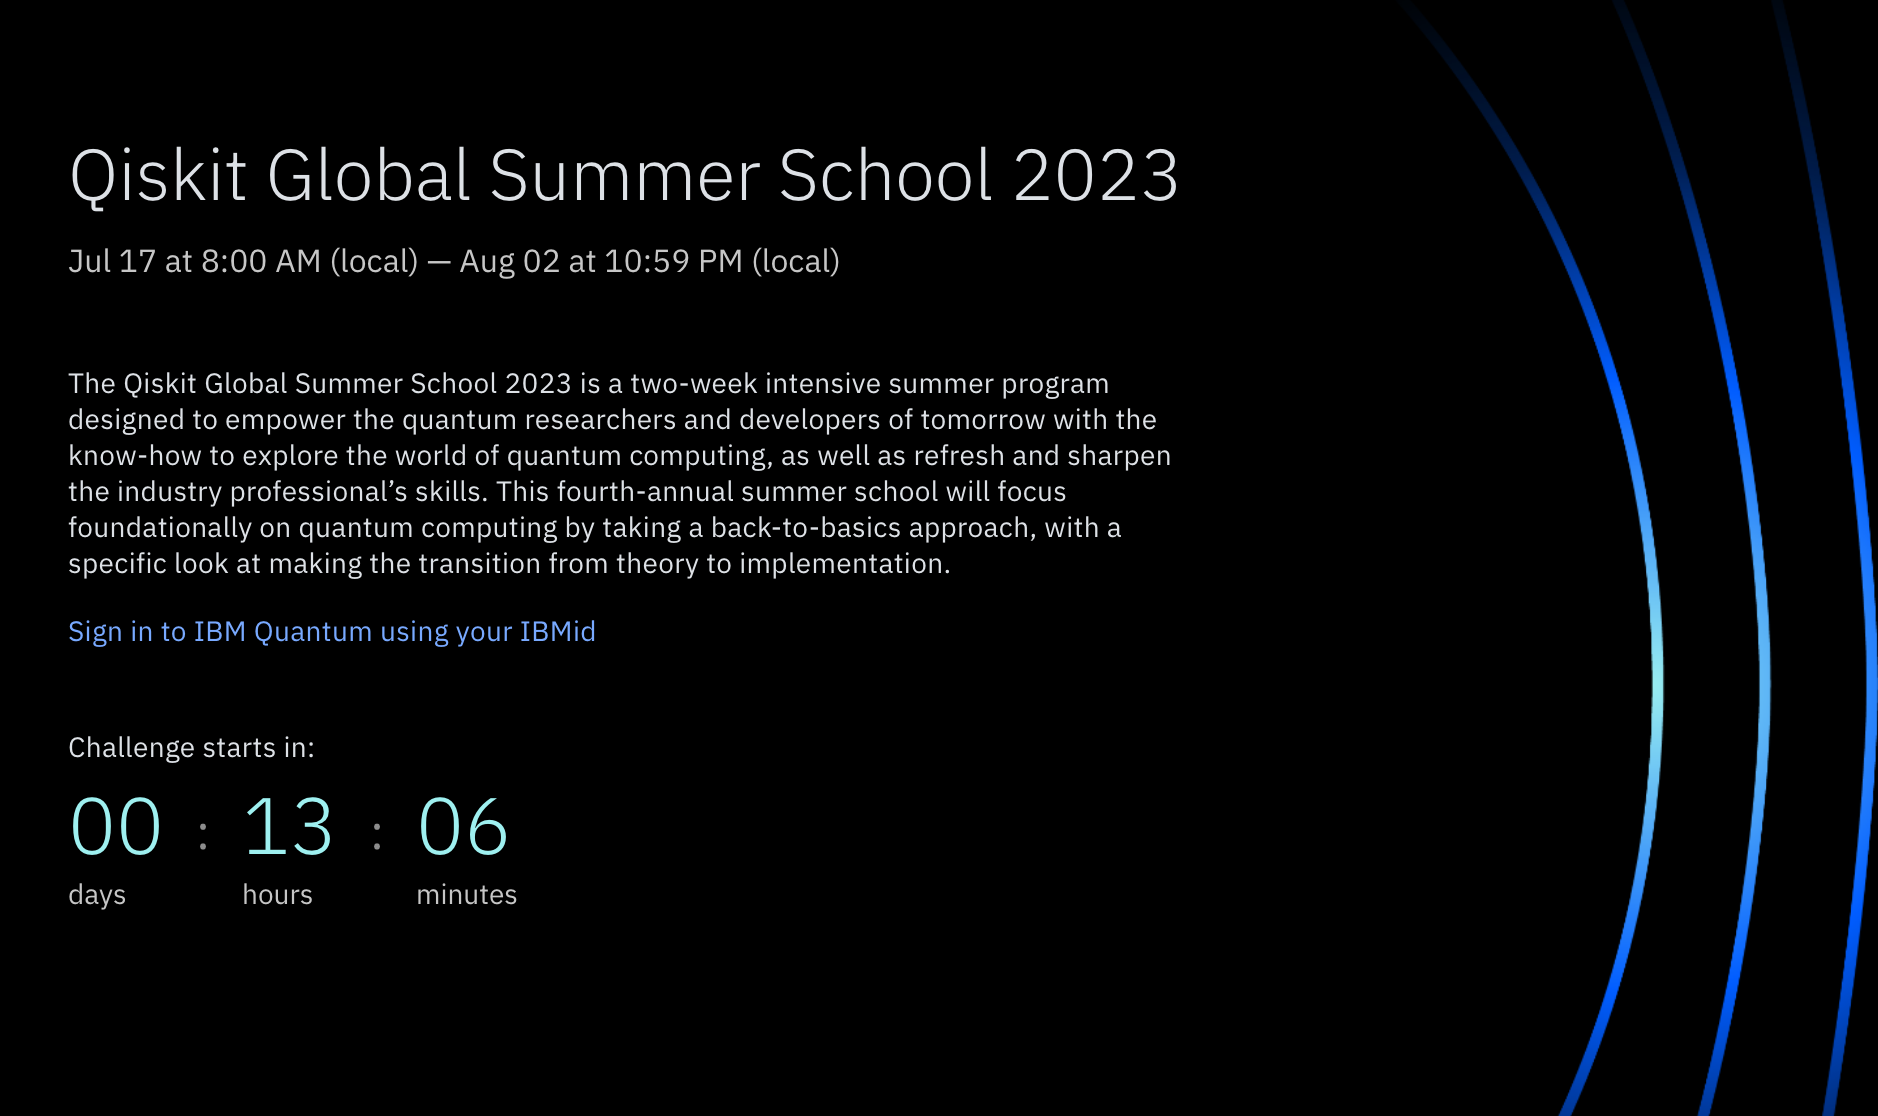 Qiskit Global Summer School 2023
Jul 17 at 8:00 AM (local) — Aug 02 at 10:59 PM (local)
The Qiskit Global Summer School 2023 is a two-week intensive summer program
designed to empower the quantum researchers and developers of tomorrow with the
know-how to explore the world of quantum computing, as well as refresh and sharpen
the industry professional’s skills. This fourth-annual summer school will focus
foundationally on quantum computing by taking a back-to-basics approach, with a
specific look at making the transition from theory to implementation.
Sign in to IBM Quantum using your IBMid
Challenge starts in:
00 : 13 : 06
days hours minutes